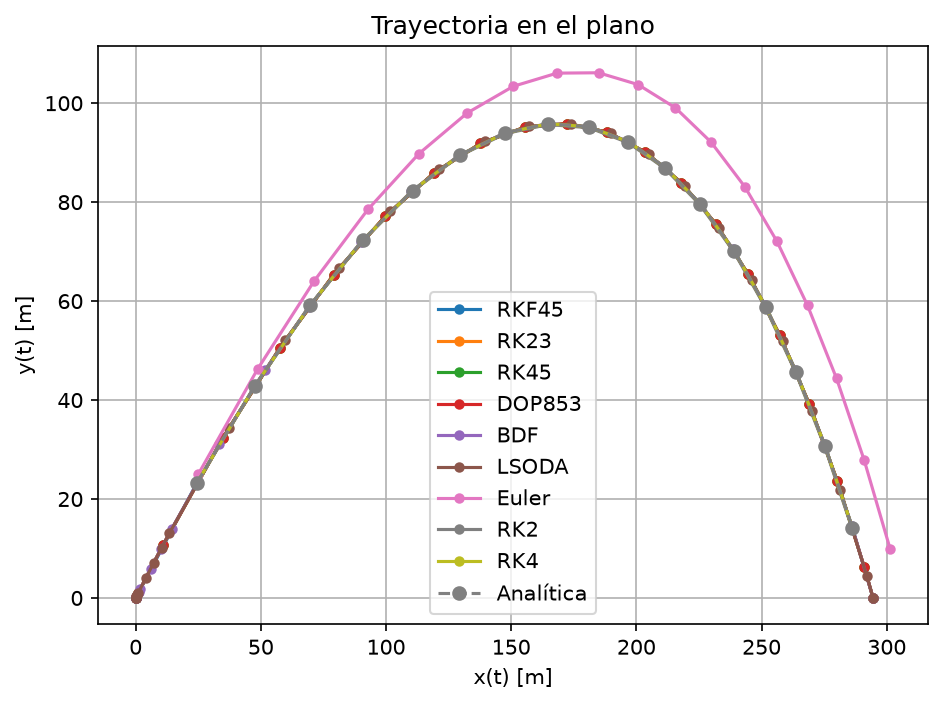 Trayectoria en el plano
y(t) [m]
100
80
60
40
20
0
RKF45
RK23
RK45
DOP853
BDF
LSODA
Euler
RK2
RK4
Analítica
0
50
100
150
200
250
300
x(t) [m]